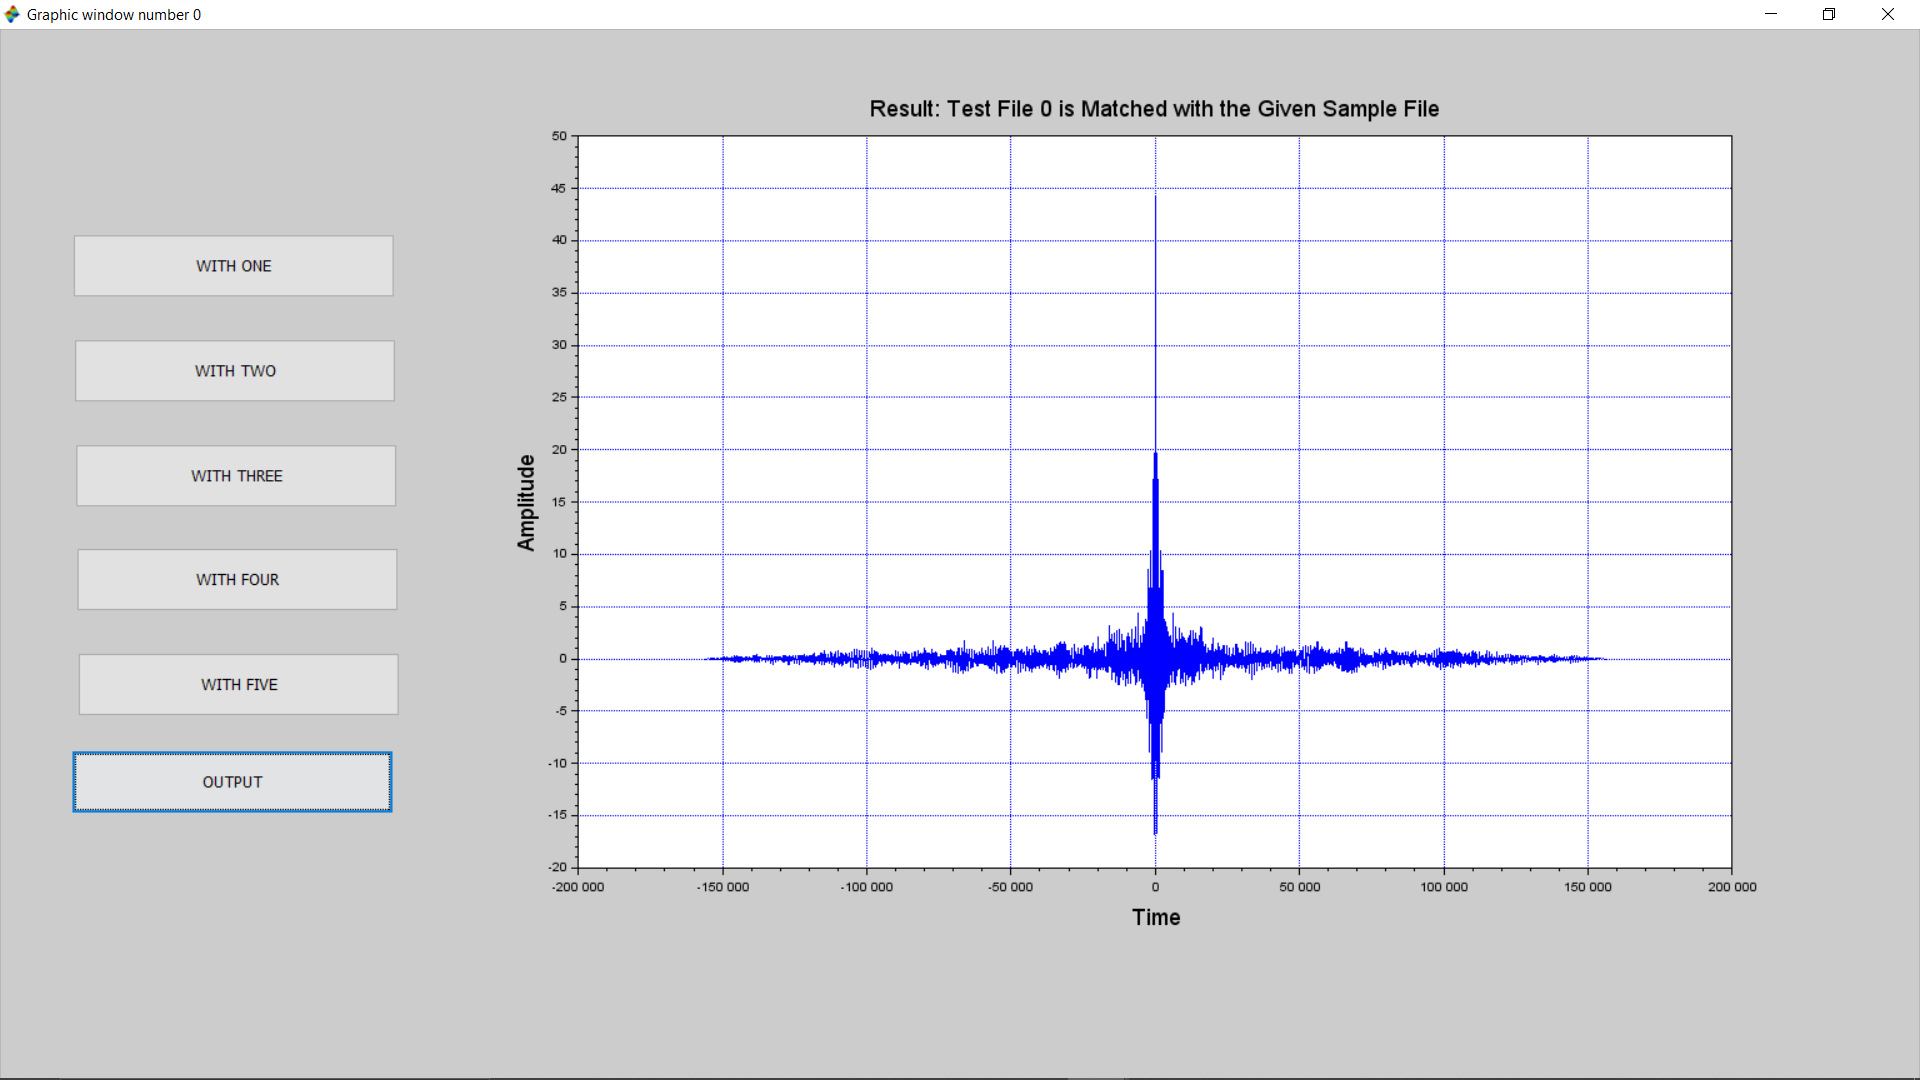 Graphic window number 0
WITH ONE
WITH TWO
WITH THREE
WITH FOUR
WITH FIVE
OUTPUT
Result: Test File 0 is Matched with the Given Sample File
Amplitude
50
45
40
35
30
25
20
15
10
5
0
-5
-10
-15
-20
-200 000 -150 000 -100 000 -50 000 0 50 000 100 000 150 000 200 000
Time